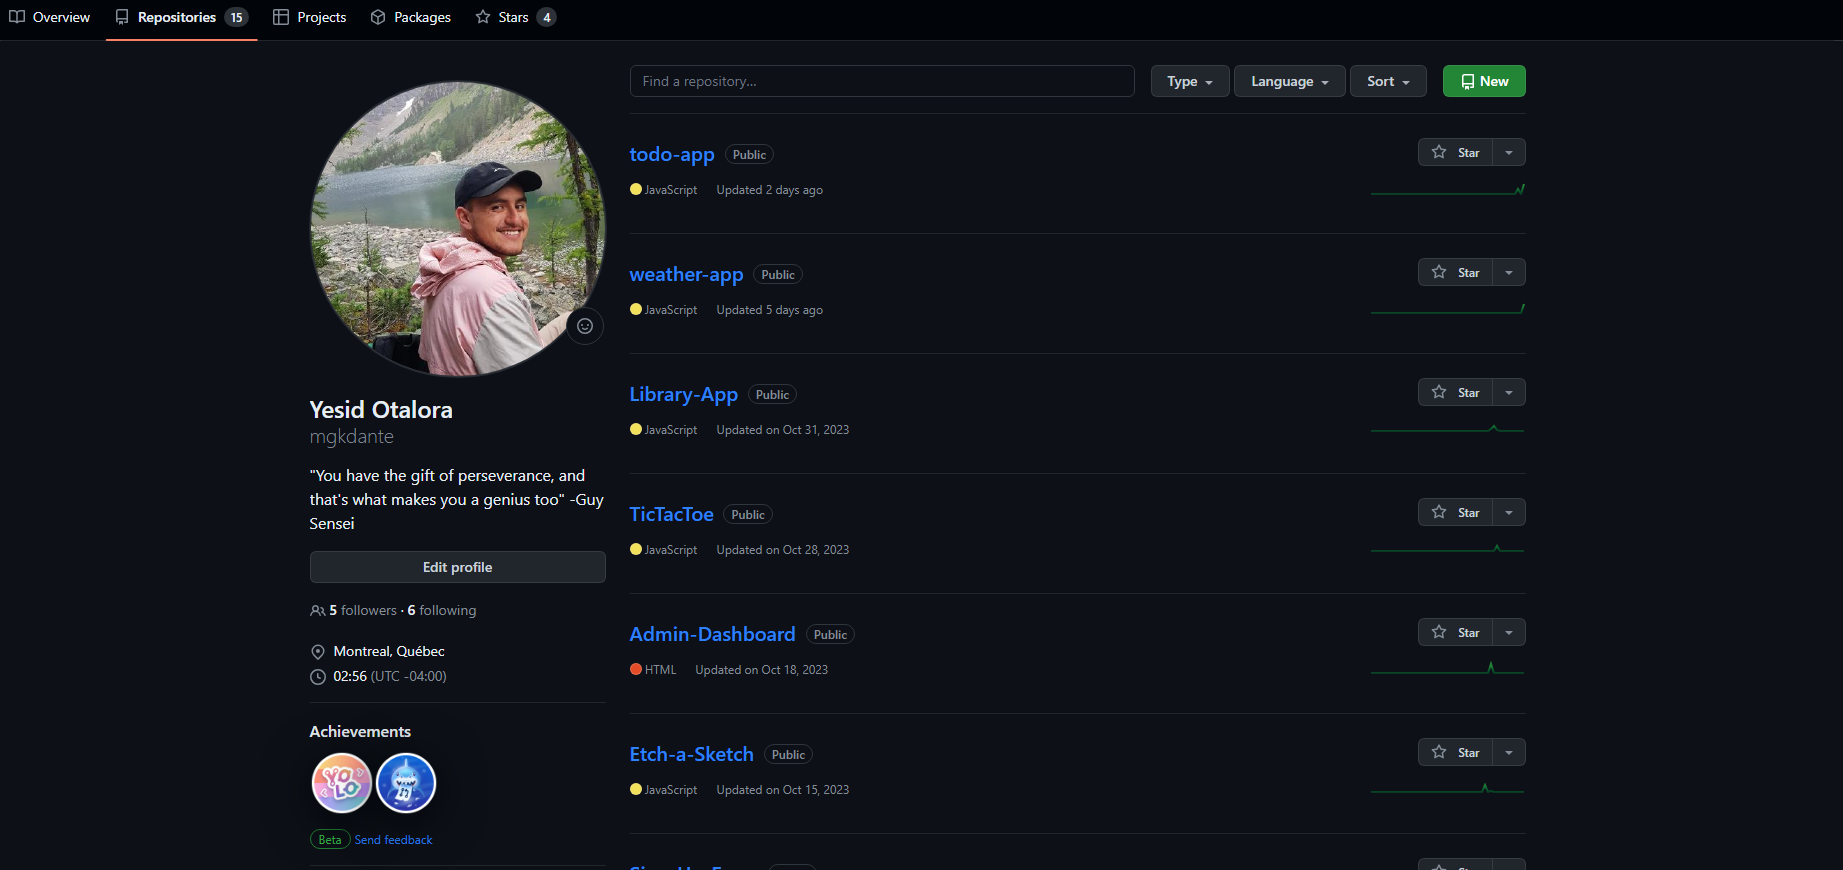 Overview
Repositories 15
Projects
Packages
Stars 4
Find a repository...
Type
Language
Sort
New
Yesid Otalora
mgkdante
"You have the gift of perseverance, and
that's what makes you a genius too" -Guy
Sensei
Edit profile
5 followers · 6 following
Montreal, Québec
02:56 (UTC -04:00)
Achievements
YOLO
Beta Send feedback
todo-app Public
Star
JavaScript Updated 2 days ago
weather-app Public
Star
JavaScript Updated 5 days ago
Library-App Public
Star
JavaScript Updated on Oct 31, 2023
TicTacToe Public
Star
JavaScript Updated on Oct 28, 2023
Admin-Dashboard Public
Star
HTML Updated on Oct 18, 2023
Etch-a-Sketch Public
Star
JavaScript Updated on Oct 15, 2023